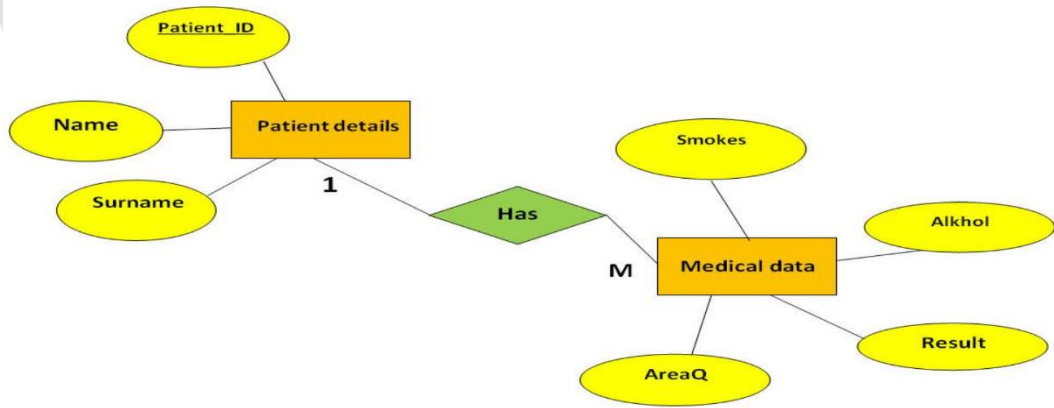 Patient_ID
Name
Patient details
Surname
1
Has
Smokes
Alkhol
M
Medical data
Result
AreaQ